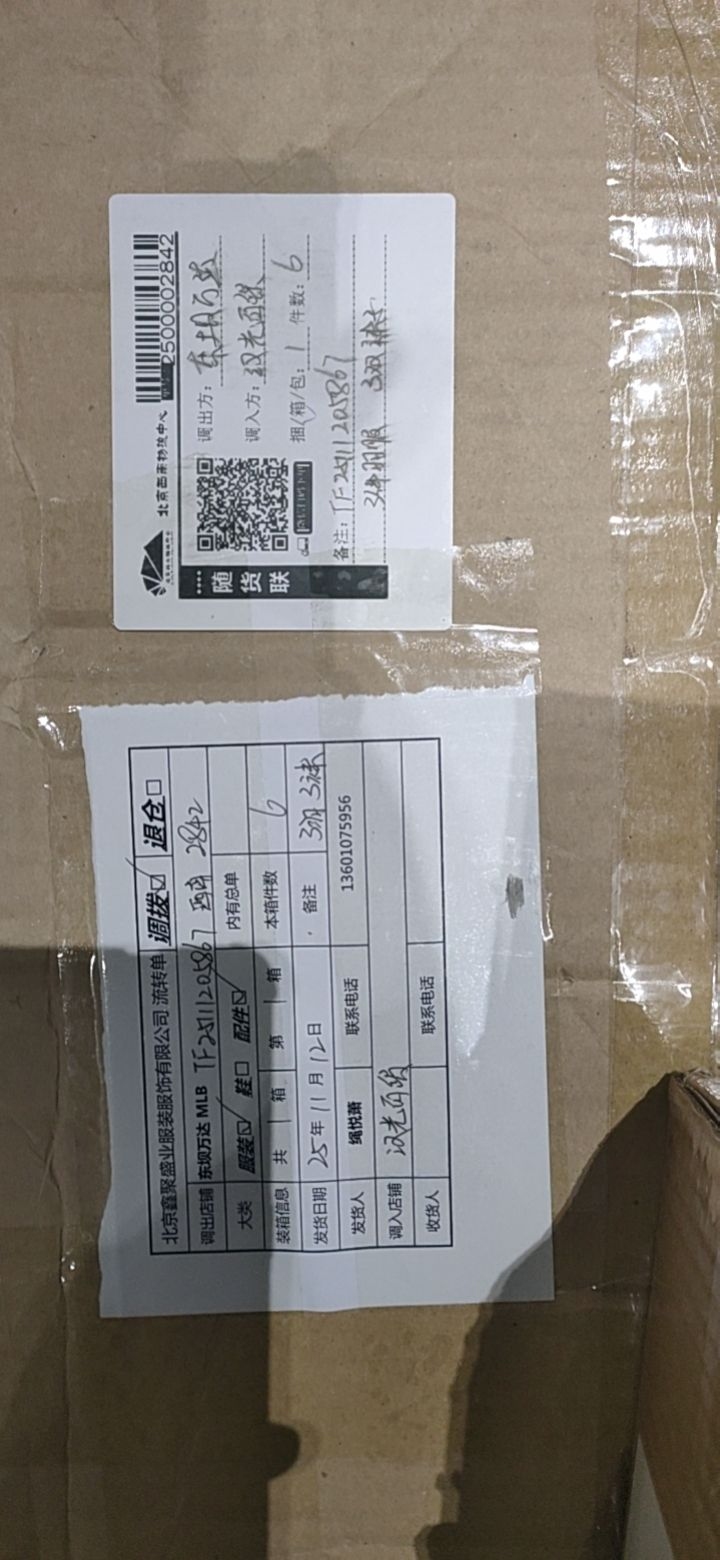 北京西南物流中心
2500002842
随货联
调出方：东坝万达
调入方：汉光百货
捆/箱/包：1 件数：6
备注：TF2511205867
3件羽服 3双袜
北京鑫聚盛业服装服饰有限公司 流转单 调拨☑ 退仓□
调出店铺 东坝万达 MLB TF2511205867 西南 2842
大类 服装☑ 鞋□ 配件☑ 内有总单
装箱信息 共 1 箱 第 1 箱 本箱件数 6
发货日期 25年11月12日 备注 3羽 3袜
发货人 绳悦萧 联系电话 13601075956
调入店铺 汉光百货
收货人 联系电话